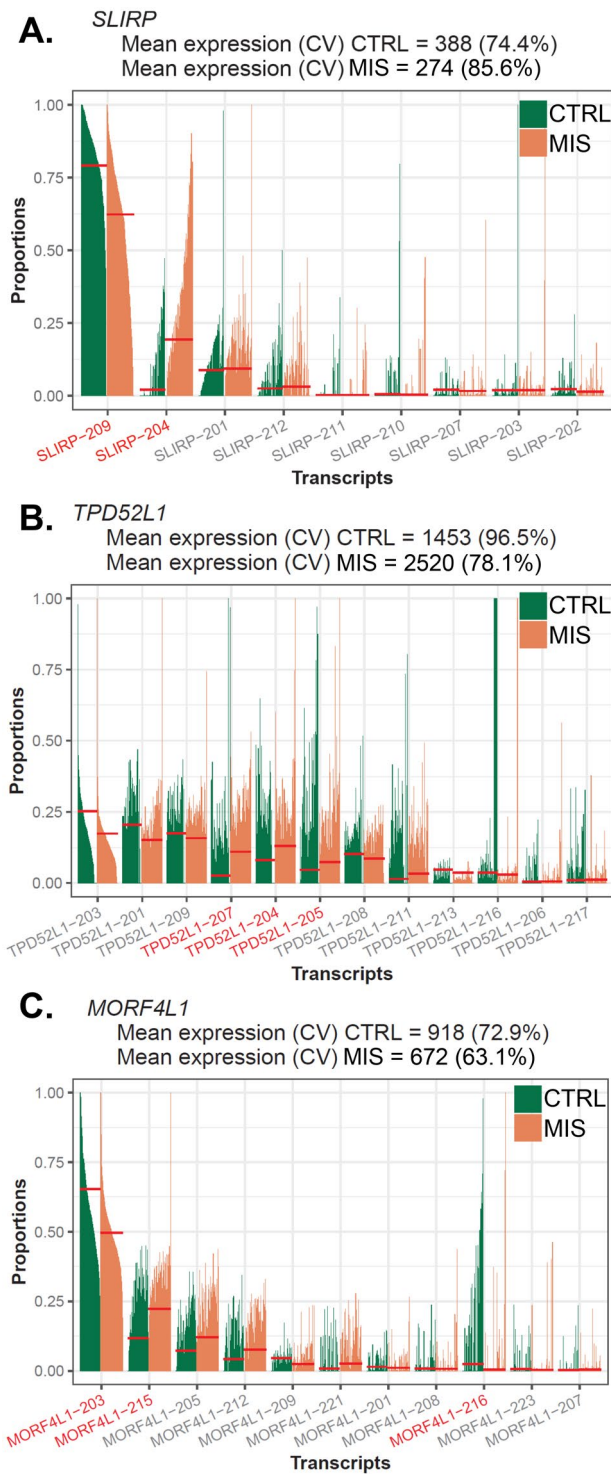 A. SLIRP
Mean expression (CV) CTRL = 388 (74.4%)
Mean expression (CV) MIS = 274 (85.6%)
CTRL
MIS
1.00
0.75
0.50
0.25
0.00
Proportions
SLIRP−209
SLIRP−204
SLIRP−201
SLIRP−212
SLIRP−211
SLIRP−210
SLIRP−207
SLIRP−203
SLIRP−202
Transcripts
B. TPD52L1
Mean expression (CV) CTRL = 1453 (96.5%)
Mean expression (CV) MIS = 2520 (78.1%)
CTRL
MIS
1.00
0.75
0.50
0.25
0.00
Proportions
TPD52L1−203
TPD52L1−201
TPD52L1−209
TPD52L1−207
TPD52L1−204
TPD52L1−205
TPD52L1−208
TPD52L1−211
TPD52L1−213
TPD52L1−216
TPD52L1−206
TPD52L1−217
Transcripts
C. MORF4L1
Mean expression (CV) CTRL = 918 (72.9%)
Mean expression (CV) MIS = 672 (63.1%)
CTRL
MIS
1.00
0.75
0.50
0.25
0.00
Proportions
MORF4L1−203
MORF4L1−215
MORF4L1−205
MORF4L1−212
MORF4L1−209
MORF4L1−221
MORF4L1−201
MORF4L1−208
MORF4L1−216
MORF4L1−223
MORF4L1−207
Transcripts